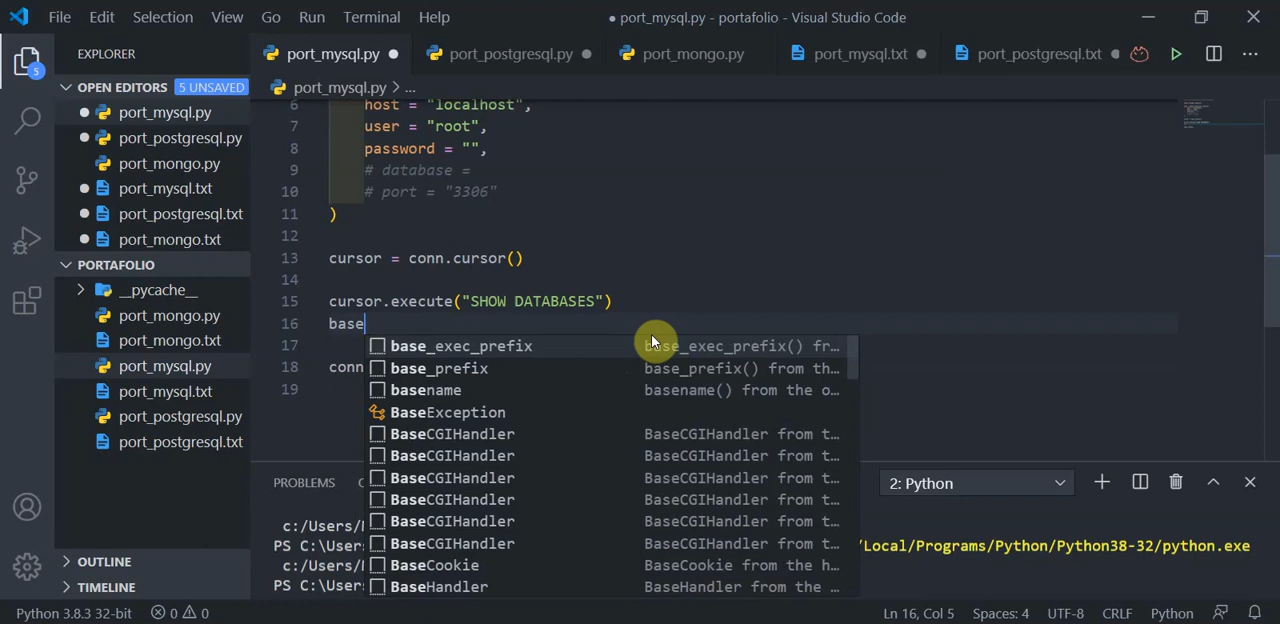 File Edit Selection View Go Run Terminal Help
● port_mysql.py - portafolio - Visual Studio Code
EXPLORER
port_mysql.py ●
port_postgresql.py ●
port_mongo.py
port_mysql.txt ●
port_postgresql.txt ●
OPEN EDITORS 5 UNSAVED
5
port_mysql.py > ...
● port_mysql.py
● port_postgresql.py
port_mongo.py
● port_mysql.txt
● port_postgresql.txt
● port_mongo.txt
PORTAFOLIO
> __pycache__
port_mongo.py
port_mongo.txt
port_mysql.py
port_mysql.txt
port_postgresql.py
port_postgresql.txt
> OUTLINE
> TIMELINE
6 host = "localhost",
7 user = "root",
8 password = "",
9 # database =
10 # port = "3306"
11 )
12
13 cursor = conn.cursor()
14
15 cursor.execute("SHOW DATABASES")
16 base
17
18 conn
19
base_exec_prefix base_exec_prefix() fr…
base_prefix base_prefix() from th…
basename basename() from the o…
BaseException
BaseCGIHandler BaseCGIHandler from t…
BaseCGIHandler BaseCGIHandler from t…
BaseCGIHandler BaseCGIHandler from t…
BaseCGIHandler BaseCGIHandler from t…
BaseCGIHandler BaseCGIHandler from t…
BaseCGIHandler BaseCGIHandler from t…
BaseCookie BaseCookie from the h…
BaseHandler BaseHandler from the …
PROBLEMS
2: Python
c:/Users/
PS C:\User
/Local/Programs/Python/Python38-32/python.exe
c:/Users/
PS C:\User
Python 3.8.3 32-bit 0 0
Ln 16, Col 5 Spaces: 4 UTF-8 CRLF Python